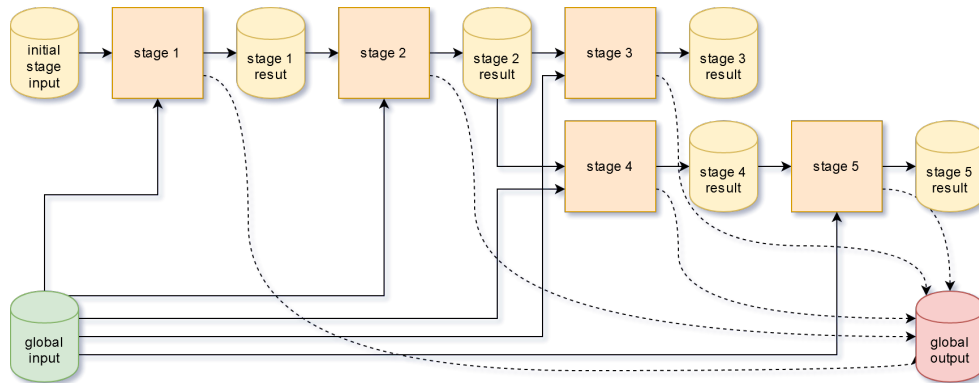 initial
stage
input
stage 1
stage 1
resut
stage 2
stage 2
result
stage 3
stage 3
result
stage 4
stage 4
result
stage 5
stage 5
result
global
input
global
output